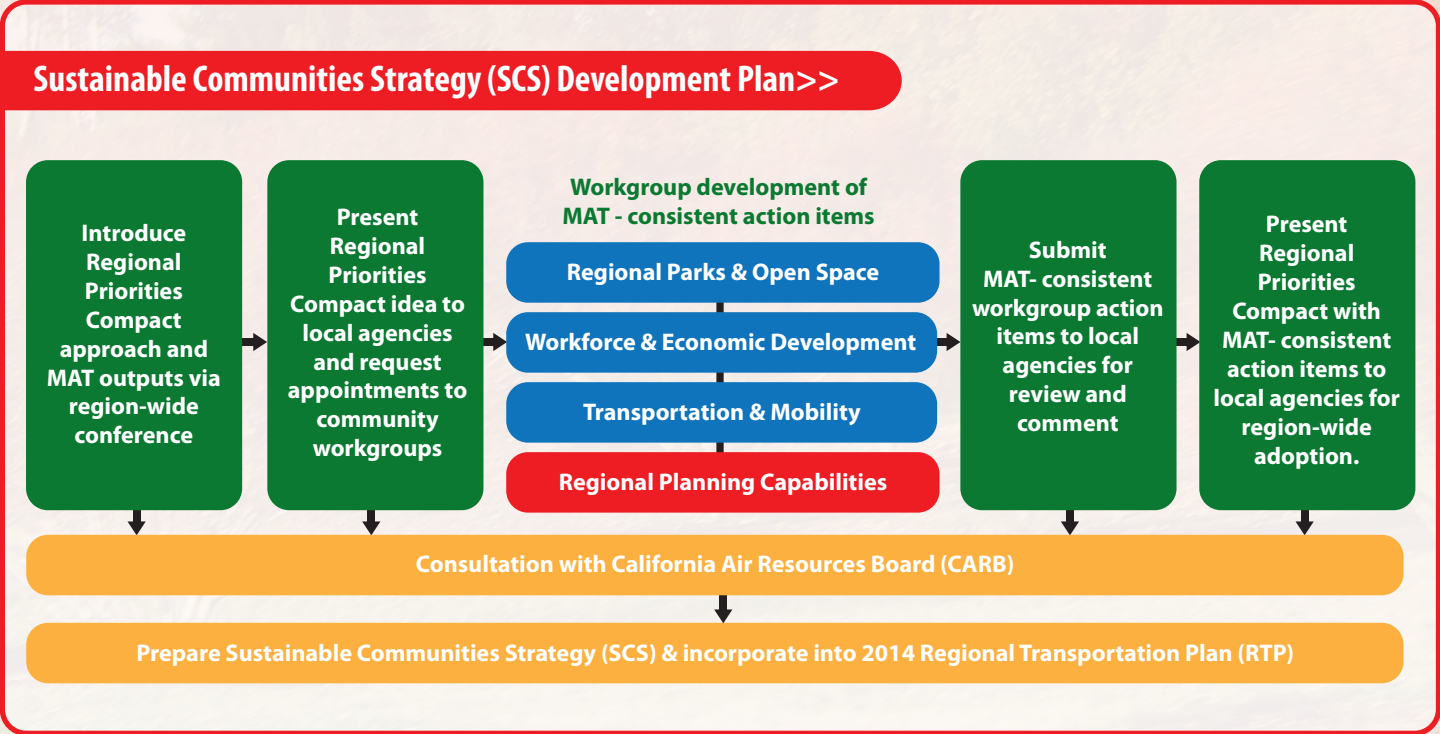 Sustainable Communities Strategy (SCS) Development Plan>>
Introduce
Regional
Priorities
Compact
approach and
MAT outputs via
region-wide
conference
Present
Regional
Priorities
Compact idea to
local agencies
and request
appointments to
community
workgroups
Workgroup development of
MAT - consistent action items
Regional Parks & Open Space
Workforce & Economic Development
Transportation & Mobility
Regional Planning Capabilities
Submit
MAT- consistent
workgroup action
items to local
agencies for
review and
comment
Present
Regional
Priorities
Compact with
MAT- consistent
action items to
local agencies for
region-wide
adoption.
Consultation with California Air Resources Board (CARB)
Prepare Sustainable Communities Strategy (SCS) & incorporate into 2014 Regional Transportation Plan (RTP)